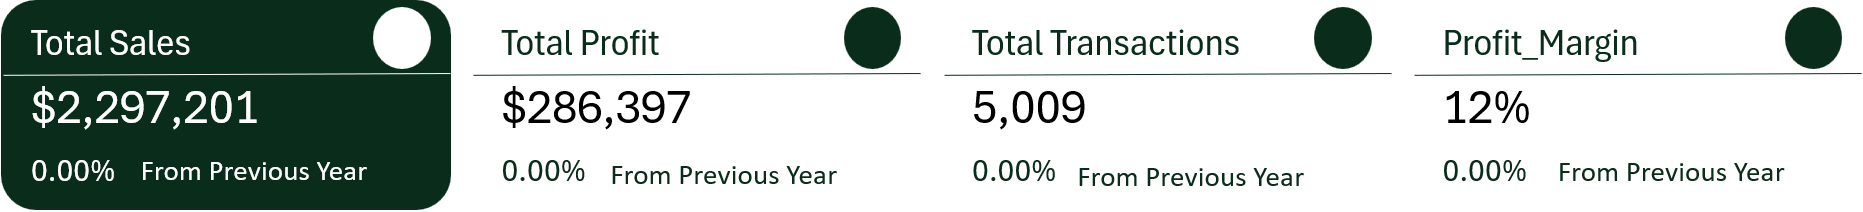 Total Sales
$2,297,201
0.00% From Previous Year
Total Profit
$286,397
0.00% From Previous Year
Total Transactions
5,009
0.00% From Previous Year
Profit_Margin
12%
0.00% From Previous Year